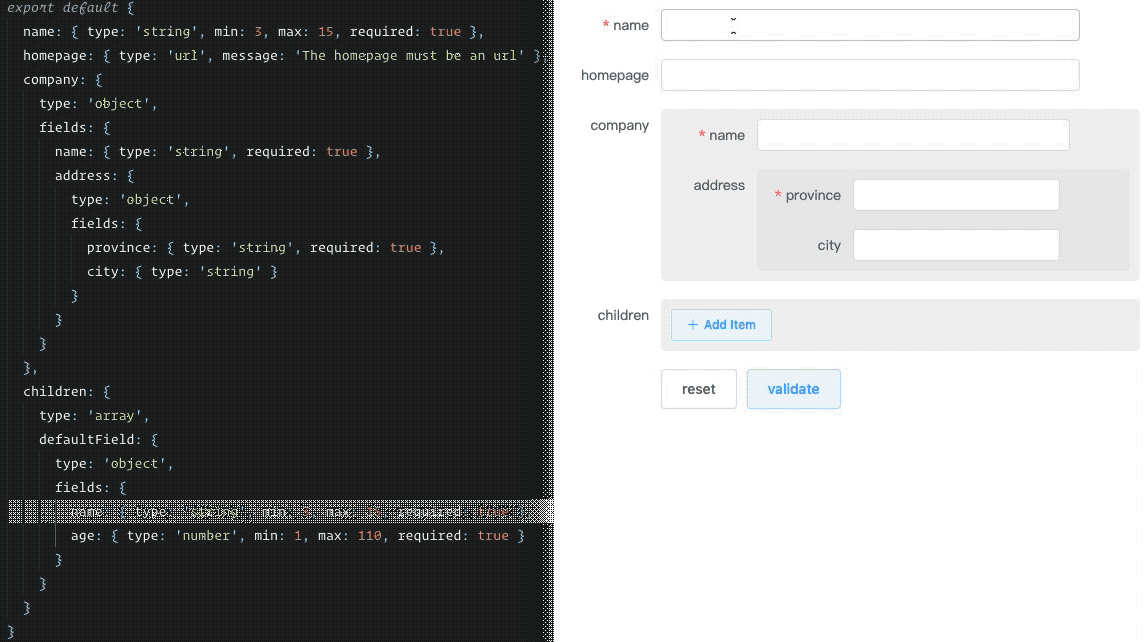 export default {
name: { type: 'string', min: 3, max: 15, required: true },
homepage: { type: 'url', message: 'The homepage must be an url' }
company: {
type: 'object',
fields: {
name: { type: 'string', required: true },
address: {
type: 'object',
fields: {
province: { type: 'string', required: true },
city: { type: 'string' }
}
}
}
},
children: {
type: 'array',
defaultField: {
type: 'object',
fields: {
name type string min max required
age: { type: 'number', min: 1, max: 110, required: true }
}
}
}
}
* name
homepage
company
* name
address
* province
city
children
+ Add Item
reset
validate